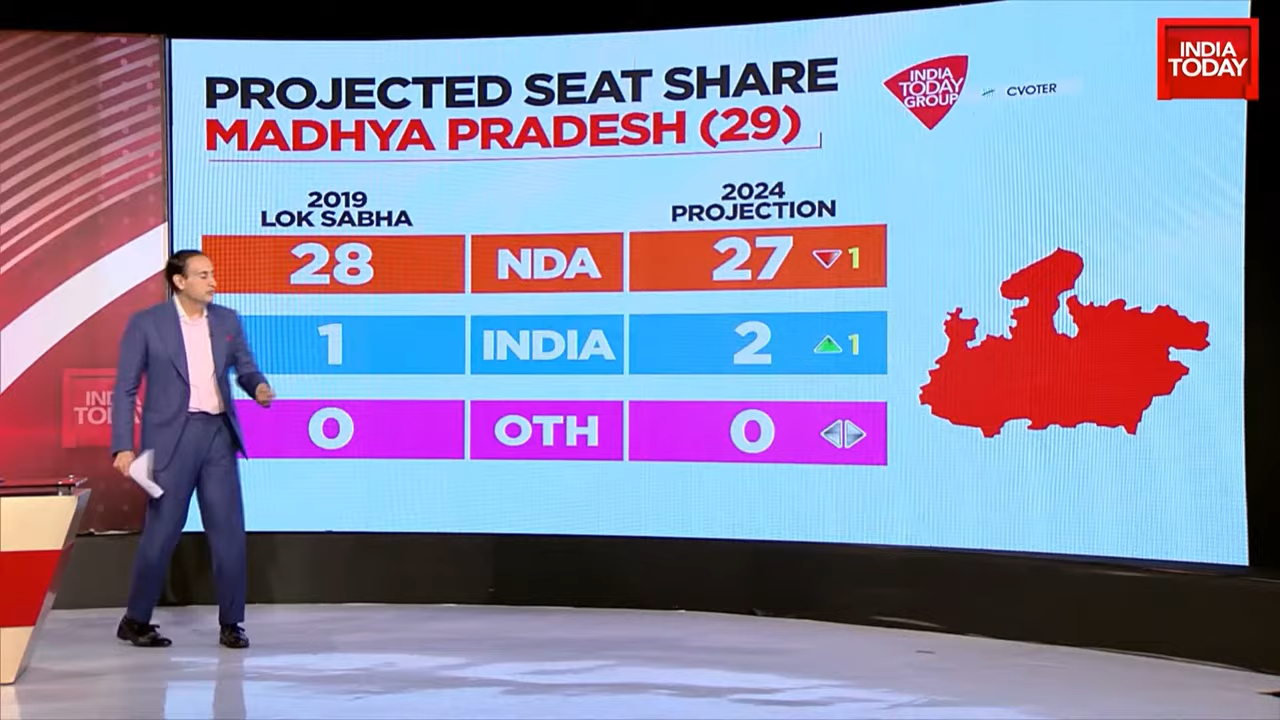 PROJECTED SEAT SHARE
MADHYA PRADESH (29)
INDIA
TODAY
GROUP
CVOTER
INDIA
TODAY
2019
LOK SABHA
2024
PROJECTION
28
NDA
27
1
1
INDIA
2
1
0
OTH
0